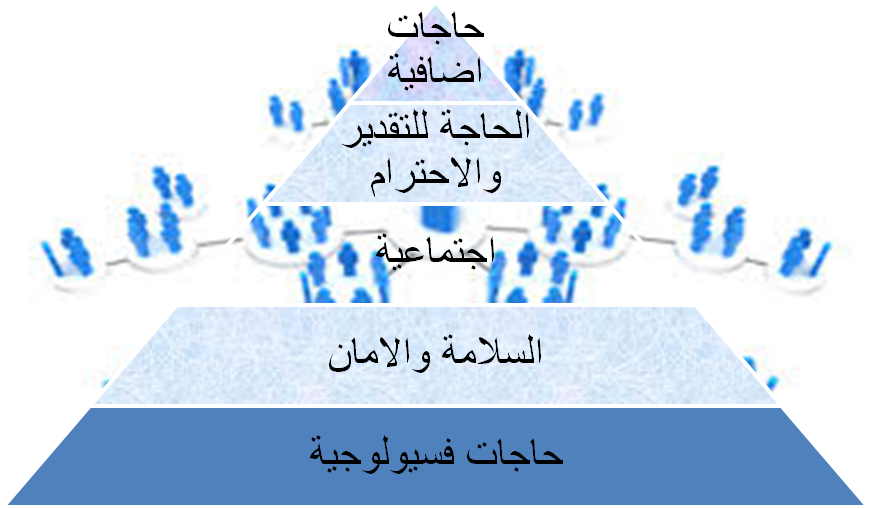 حاجات
اضافية
الحاجة للتقدير
والاحترام
اجتماعية
السلامة والامان
حاجات فسيولوجية